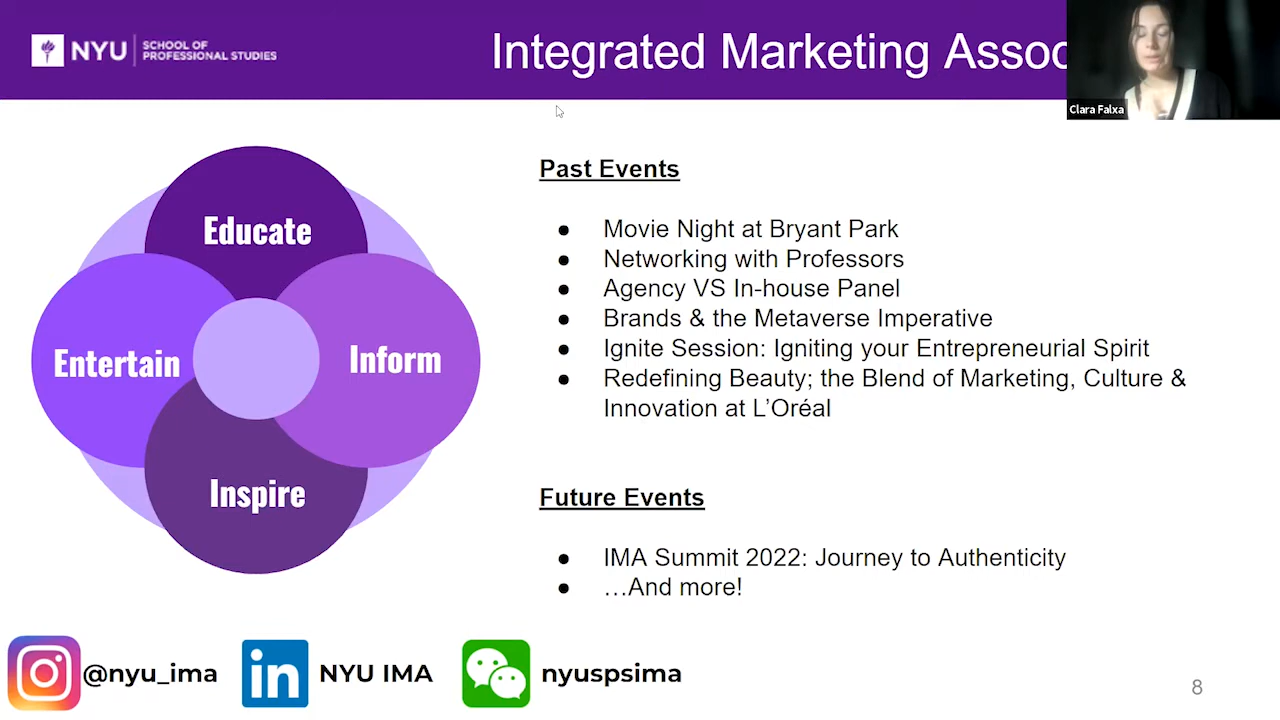 NYU
SCHOOL OF
PROFESSIONAL STUDIES
Integrated Marketing Assoc
Clara Falxa
Educate
Entertain
Inform
Inspire
Past Events
● Movie Night at Bryant Park
● Networking with Professors
● Agency VS In-house Panel
● Brands & the Metaverse Imperative
● Ignite Session: Igniting your Entrepreneurial Spirit
● Redefining Beauty; the Blend of Marketing, Culture &
Innovation at L’Oréal
Future Events
● IMA Summit 2022: Journey to Authenticity
● …And more!
@nyu_ima
in
NYU IMA
nyuspsima
8